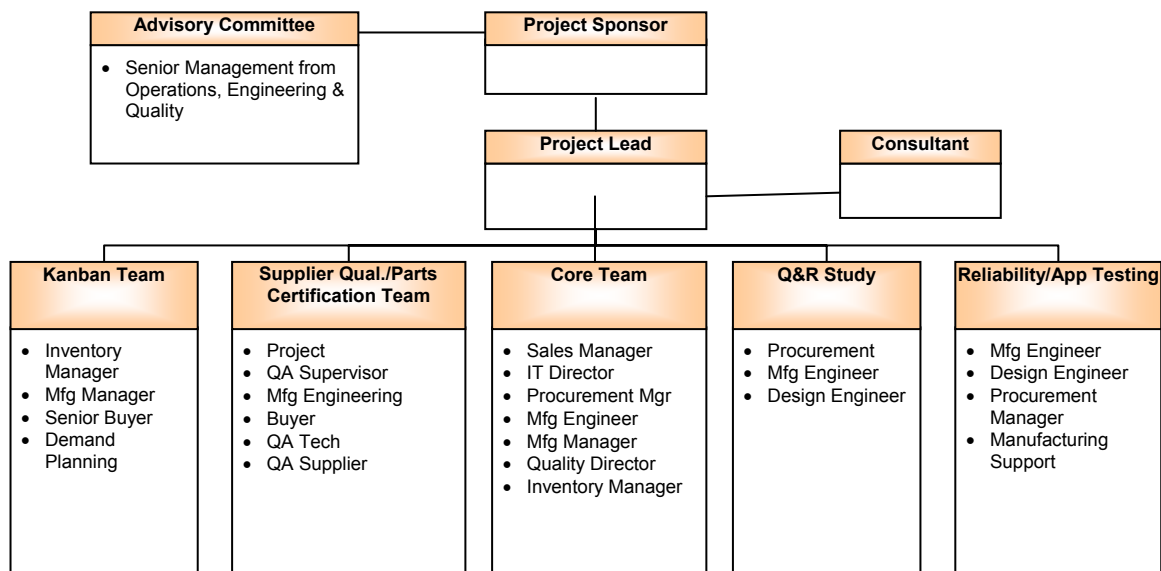 Advisory Committee
• Senior Management from
Operations, Engineering &
Quality
Project Sponsor
Project Lead
Consultant
Kanban Team
• Inventory
Manager
• Mfg Manager
• Senior Buyer
• Demand
Planning
Supplier Qual./Parts
Certification Team
• Project
• QA Supervisor
• Mfg Engineering
• Buyer
• QA Tech
• QA Supplier
Core Team
• Sales Manager
• IT Director
• Procurement Mgr
• Mfg Engineer
• Mfg Manager
• Quality Director
• Inventory Manager
Q&R Study
• Procurement
• Mfg Engineer
• Design Engineer
Reliability/App Testing
• Mfg Engineer
• Design Engineer
• Procurement
Manager
• Manufacturing
Support